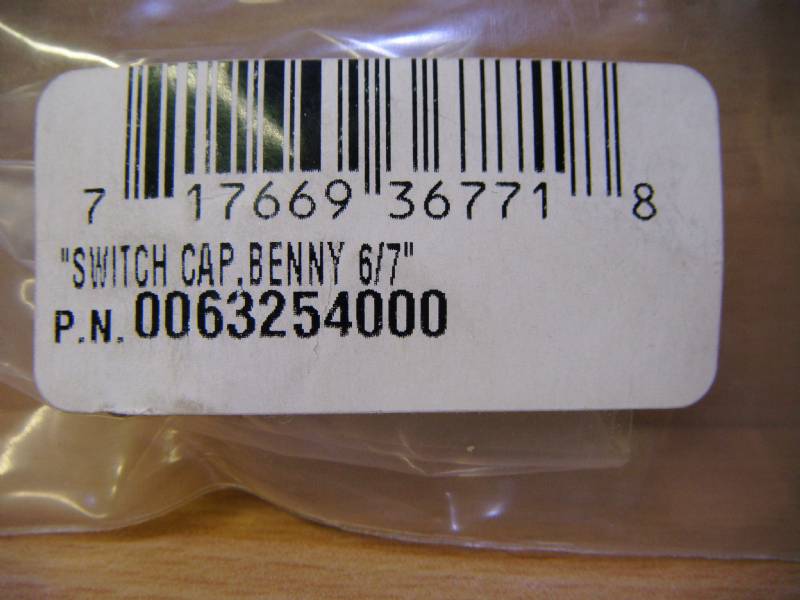 7 17669 36771 8
"SWITCH CAP.BENNY 6/7"
P.N. 0063254000